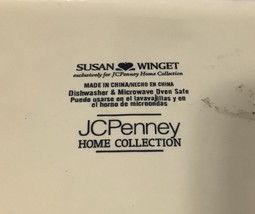 SUSAN WINGET
exclusively for JCPenney Home Collection
MADE IN CHINA/HECHO EN CHINA
Dishwasher & Microwave Oven Safe
Puede usarse en el lavavajillas y en
el horno de microondas
JCPenney
HOME COLLECTION